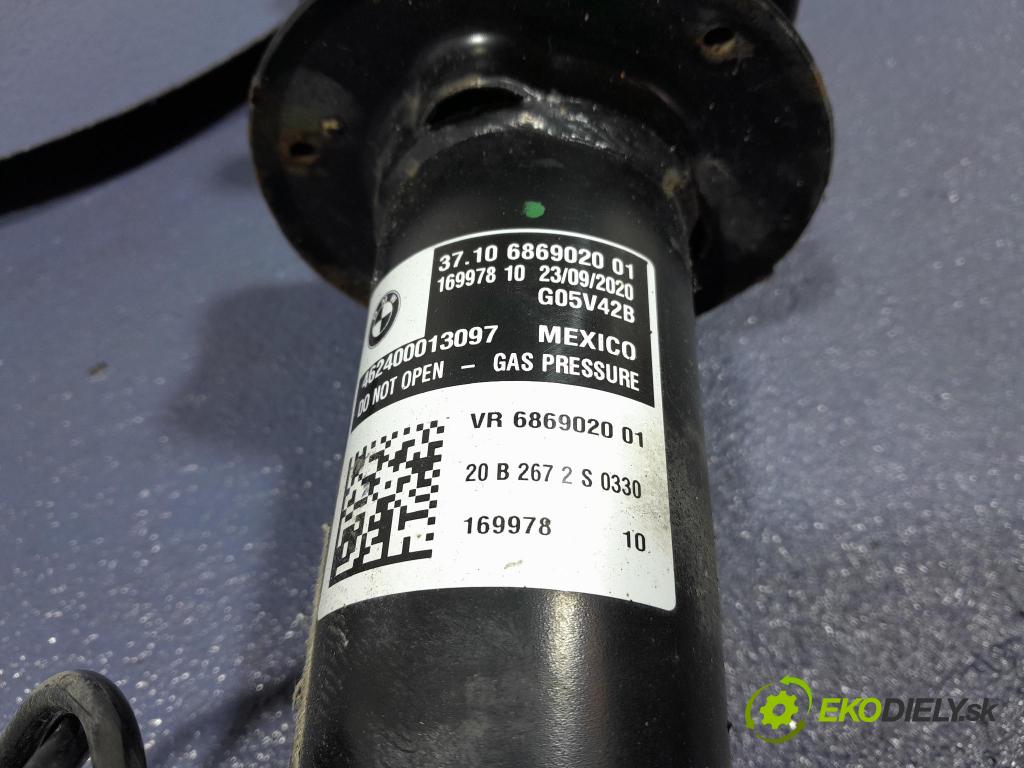 37.10 6869020 01
169978 10 23/09/2020
G05V42B
462400013097 MEXICO
DO NOT OPEN - GAS PRESSURE
VR 6869020 01
20 B 267 2 S 0330
169978 10
EKODIELY.sk